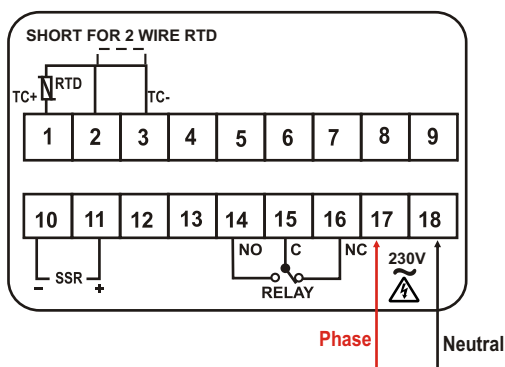 SHORT FOR 2 WIRE RTD
RTD
TC+ TC-
1 2 3 4 5 6 7 8 9
10 11 12 13 14 15 16 17 18
NO C NC 230V
- SSR +
RELAY
Phase Neutral